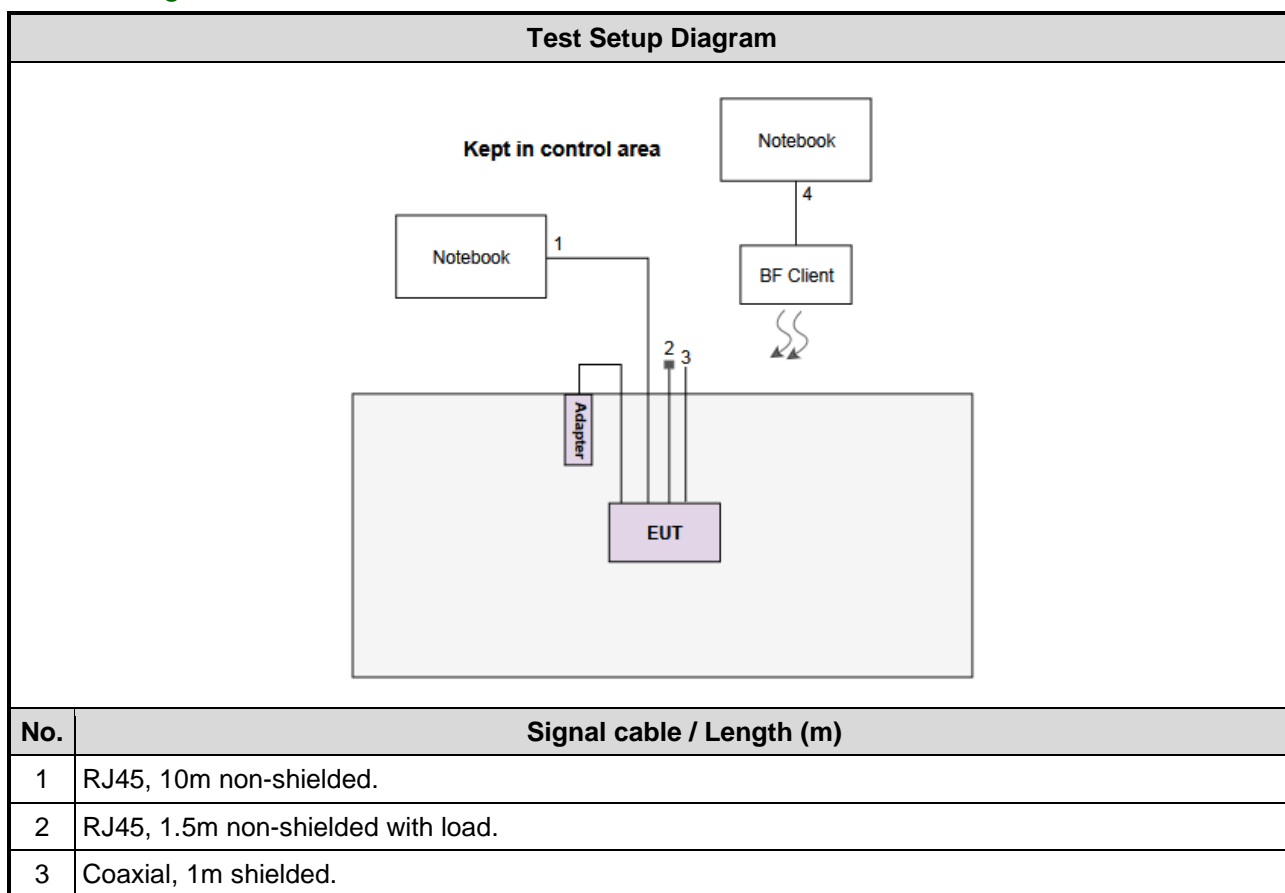 Test Setup Diagram
Kept in control area
Notebook
4
Notebook
1
BF Client
2
3
Adapter
EUT
No. Signal cable / Length (m)
1 RJ45, 10m non-shielded.
2 RJ45, 1.5m non-shielded with load.
3 Coaxial, 1m shielded.